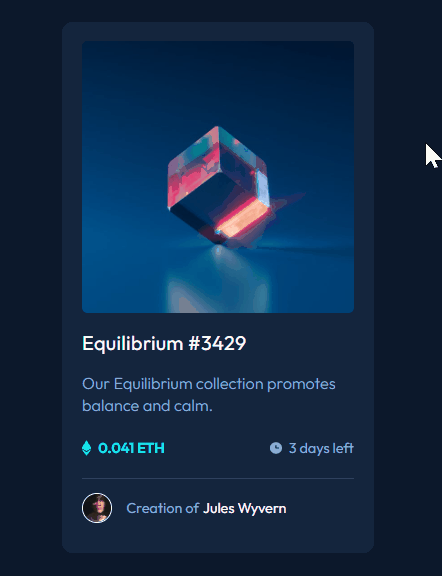 Equilibrium #3429
Our Equilibrium collection promotes
balance and calm.
0.041 ETH
3 days left
Creation of Jules Wyvern